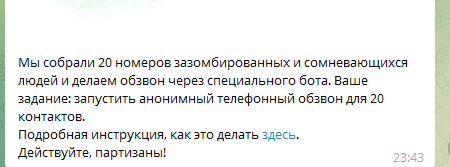 Мы собрали 20 номеров зазомбированных и сомневающихся
людей и делаем обзвон через специального бота. Ваше
задание: запустить анонимный телефонный обзвон для 20
контактов.
Подробная инструкция, как это делать здесь.
Действуйте, партизаны!
23:43